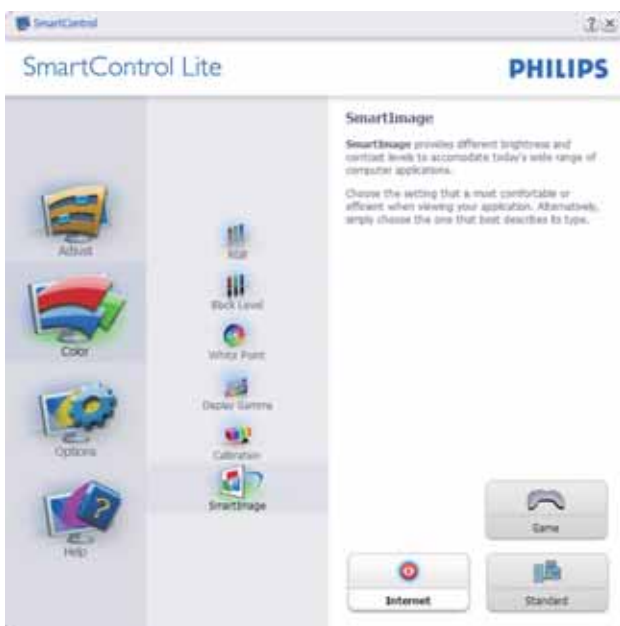 SmartControl
SmartControl Lite
PHILIPS
Adjust
Color
Options
Help
RGB
Black Level
White Point
Display Gamma
Calibration
SmartImage
SmartImage
SmartImage provides different brightness and
contrast levels to accomodate today's wide range of
computer applications.
Choose the setting that is most comfortable or
efficient when viewing your application. Alternatively,
simply choose the one that best describes its type.
Game
Internet
Standard